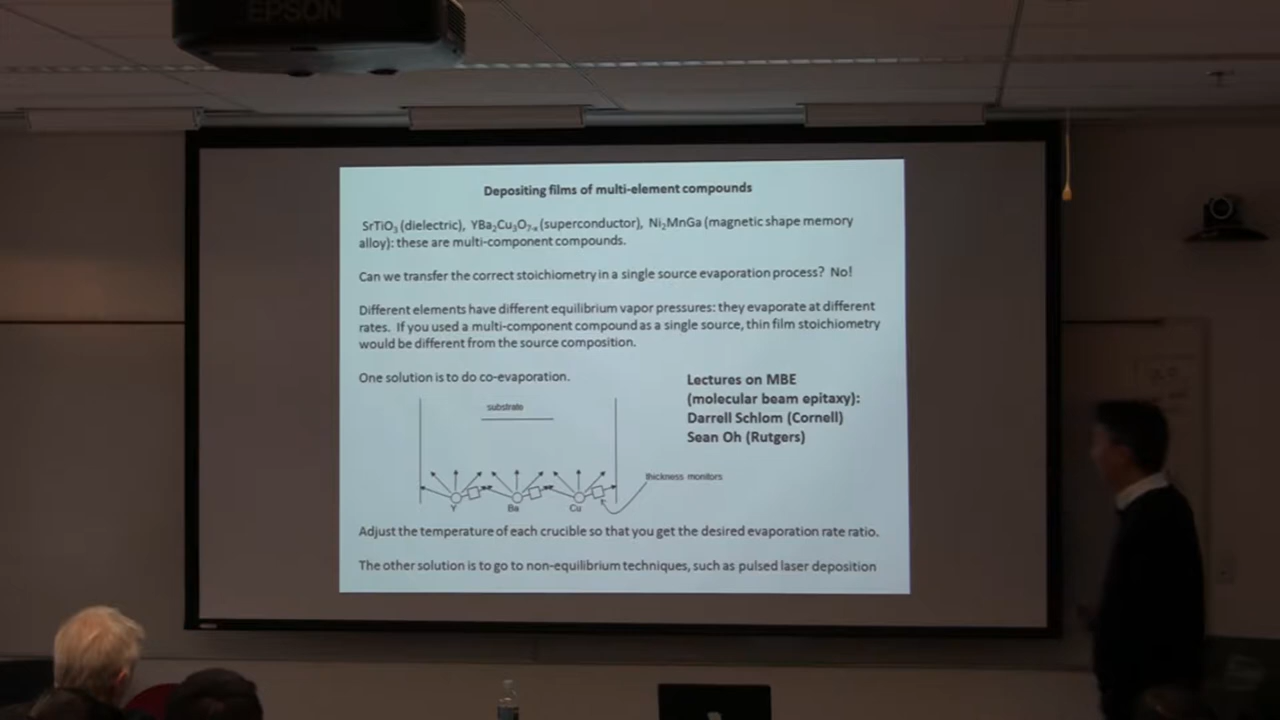 EPSON
Depositing films of multi-element compounds
SrTiO₃ (dielectric), YBa₂Cu₃O₇₋ₓ (superconductor), Ni₂MnGa (magnetic shape memory
alloy): these are multi-component compounds.
Can we transfer the correct stoichiometry in a single source evaporation process? No!
Different elements have different equilibrium vapor pressures: they evaporate at different
rates. If you used a multi-component compound as a single source, thin film stoichiometry
would be different from the source composition.
One solution is to do co-evaporation.
Lectures on MBE
(molecular beam epitaxy):
Darrell Schlom (Cornell)
Sean Oh (Rutgers)
substrate
thickness monitors
Y Ba Cu
Adjust the temperature of each crucible so that you get the desired evaporation rate ratio.
The other solution is to go to non-equilibrium techniques, such as pulsed laser deposition